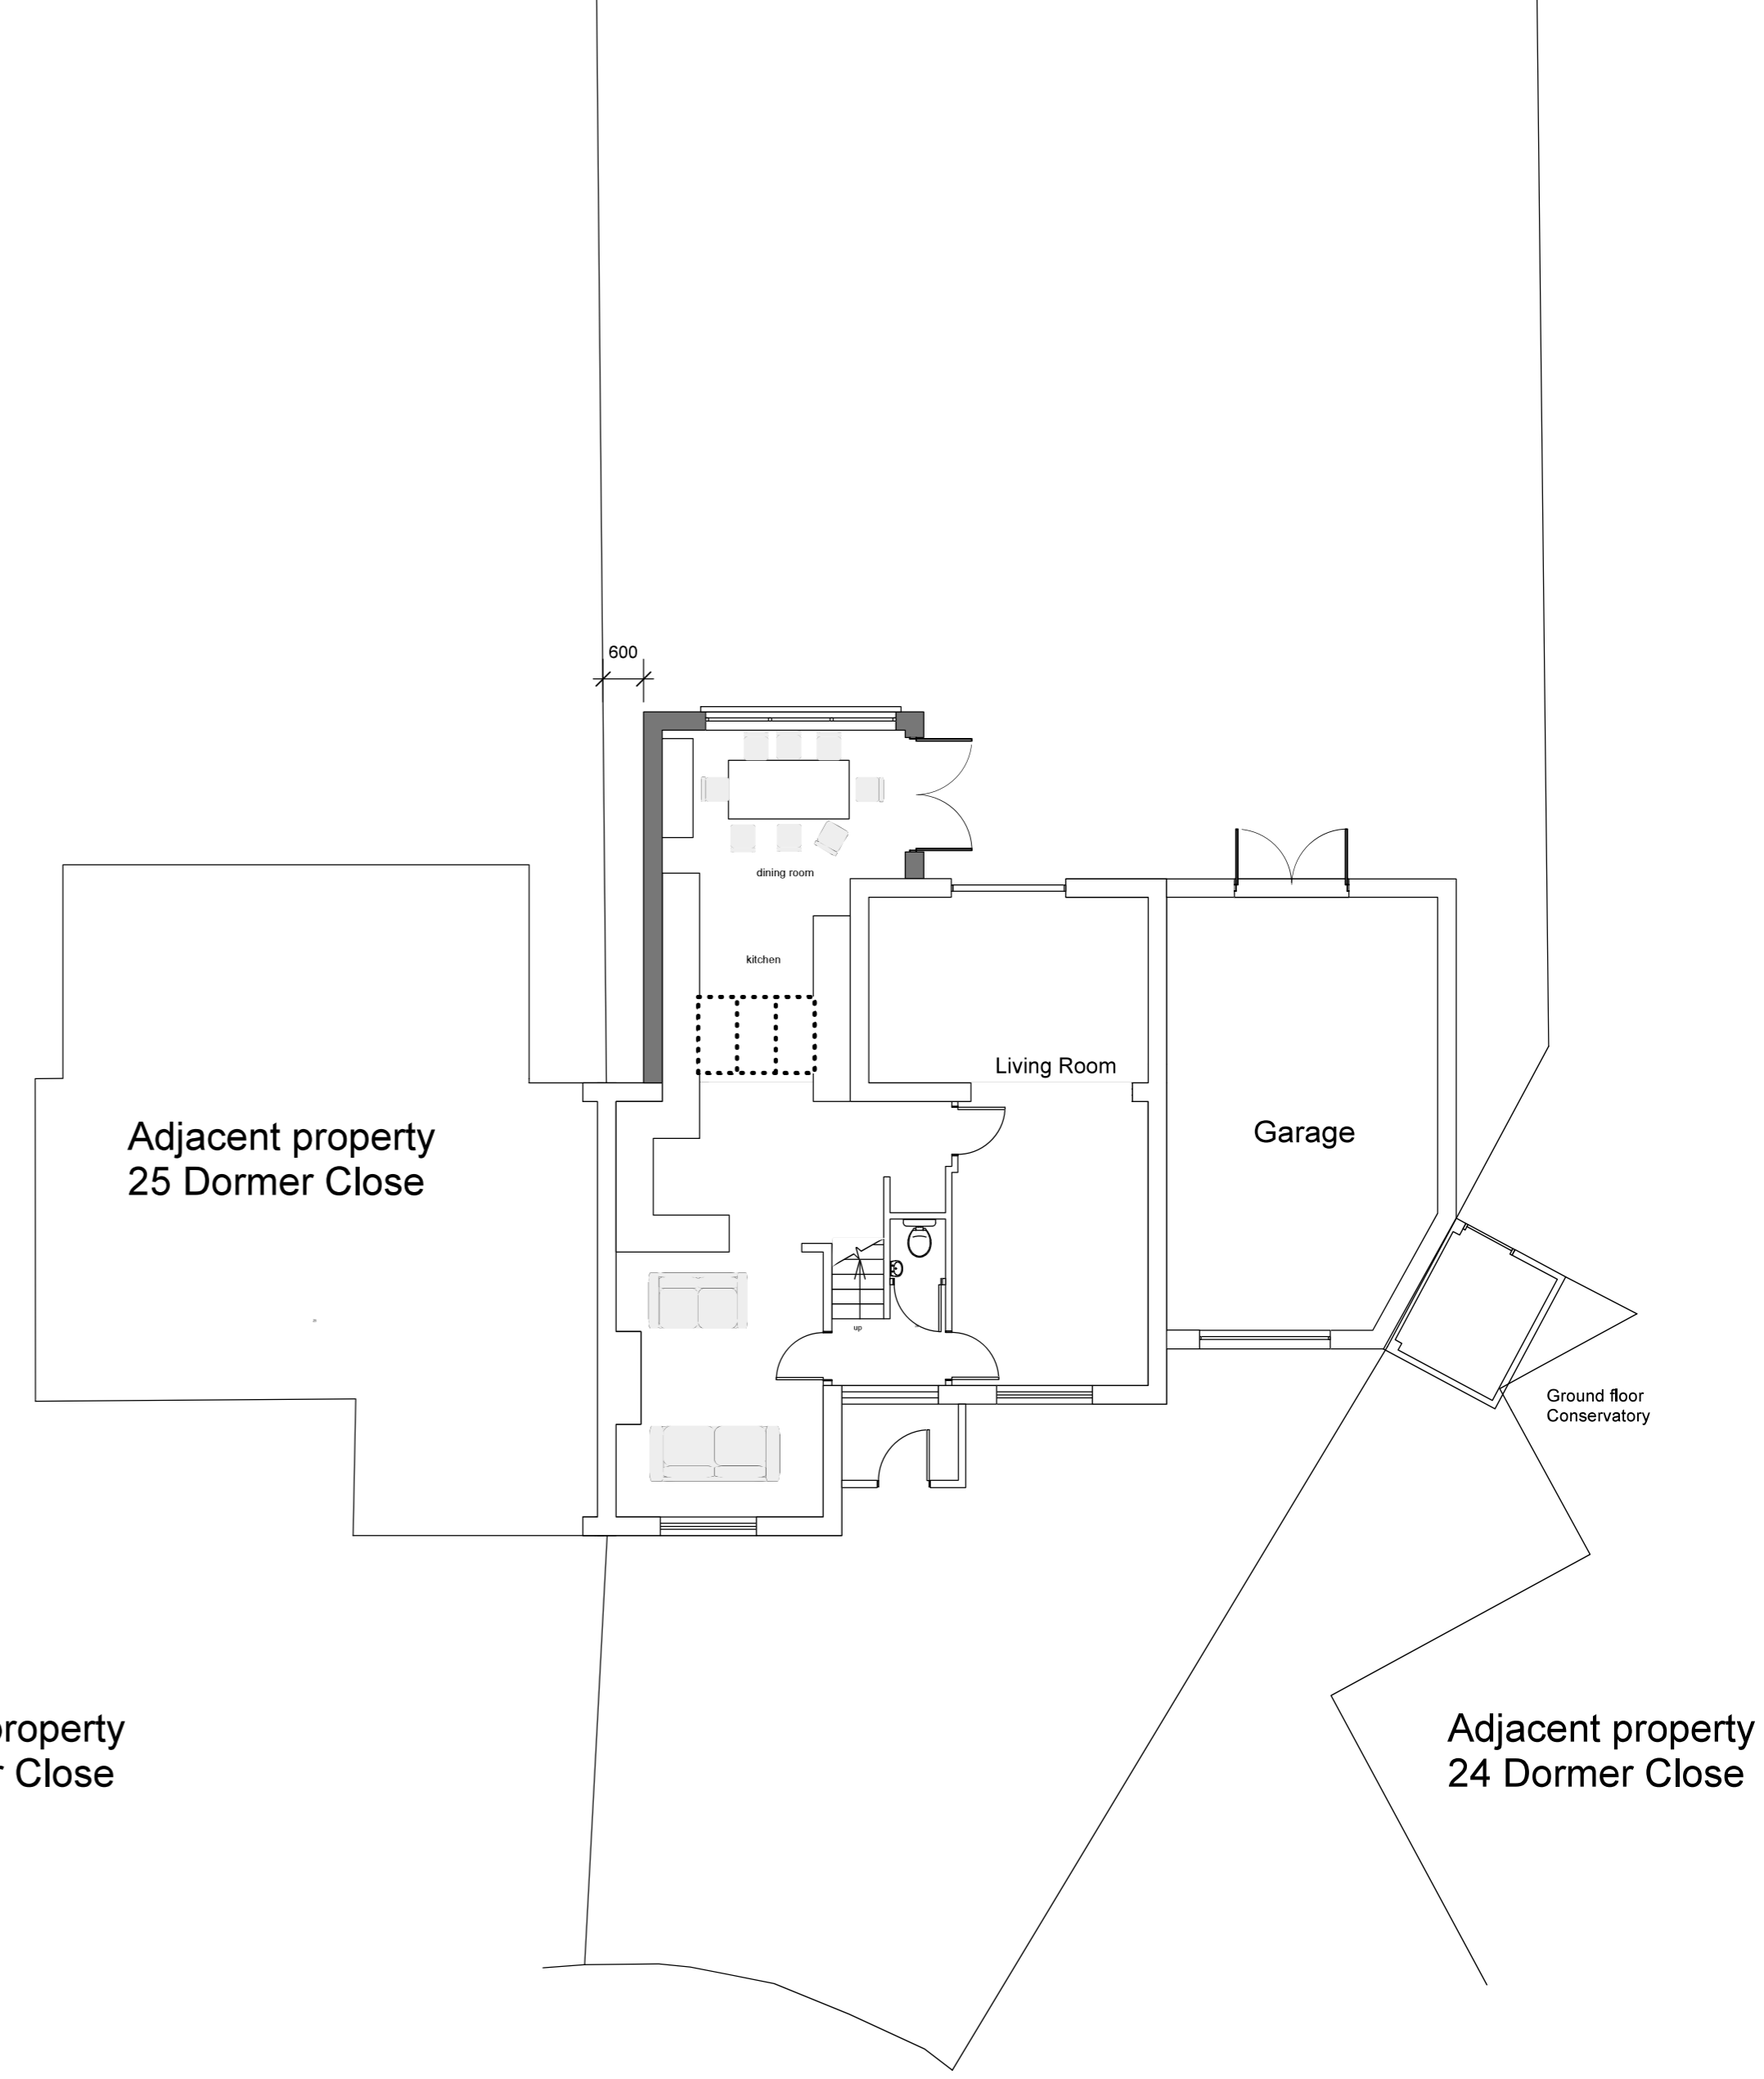 600
dining room
kitchen
Living Room
Adjacent property
25 Dormer Close
Garage
up
Ground floor
Conservatory
Close
Adjacent property
24 Dormer Close